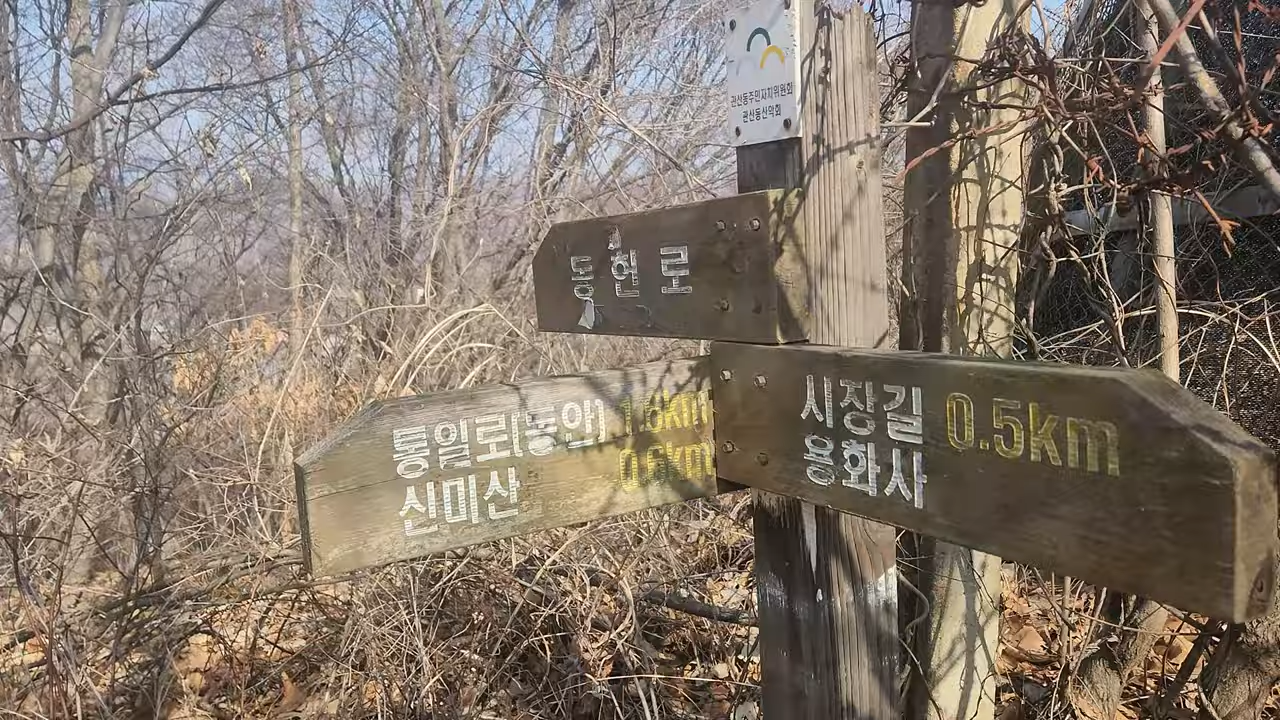 관산동주민자치위원회
관산동산악회
동헌로
통일로(동안) 1.6km
신미산 0.6km
시장길 0.5km
용화사